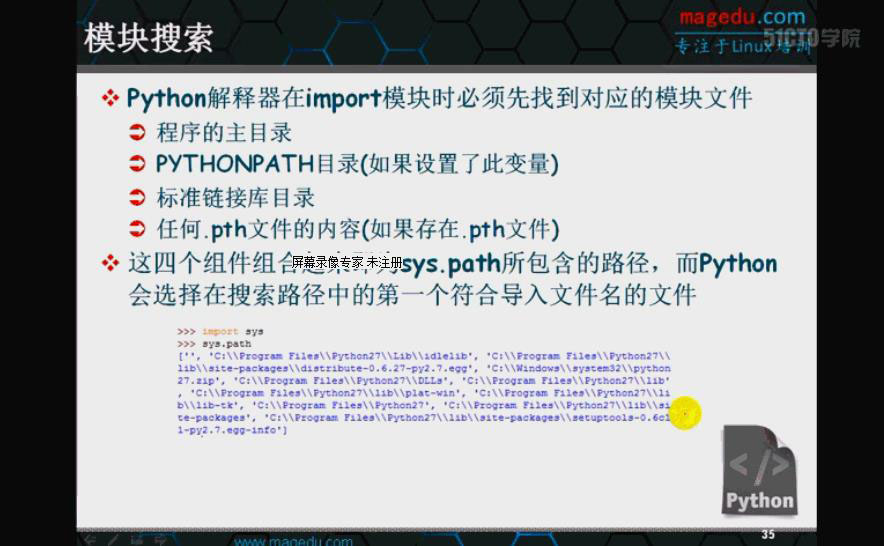 模块搜索
magedu.com
专注于Linux培训
51CTO学院
Python解释器在import模块时必须先找到对应的模块文件
程序的主目录
PYTHONPATH目录(如果设置了此变量)
标准链接库目录
任何.pth文件的内容(如果存在.pth文件)
这四个组件组合 sys.path所包含的路径，而Python
屏幕录像专家 未注册
会选择在搜索路径中的第一个符合导入文件名的文件
>>> import sys
>>> sys.path
['', 'C:\\Program Files\\Python27\\Lib\\idlelib', 'C:\\Program Files\\Python27\\
lib\\site-packages\\distribute-0.6.27-py2.7.egg', 'C:\\Windows\\system32\\python
27.zip', 'C:\\Program Files\\Python27\\DLLs', 'C:\\Program Files\\Python27\\lib'
, 'C:\\Program Files\\Python27\\lib\\plat-win', 'C:\\Program Files\\Python27\\li
b\\lib-tk', 'C:\\Program Files\\Python27', 'C:\\Program Files\\Python27\\lib\\si
te-packages', 'C:\\Program Files\\Python27\\lib\\site-packages\\setuptools-0.6c1
1-py2.7.egg-info']
</> 
Python
35
www.magedu.com